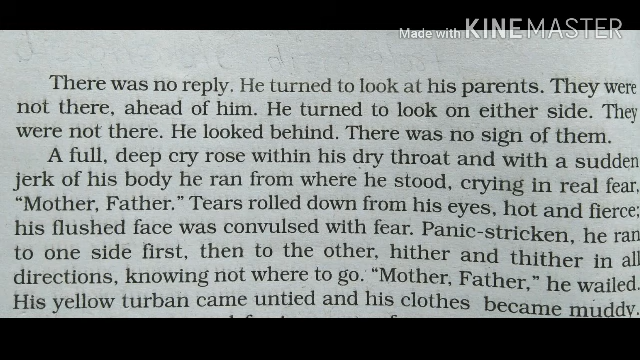 Made with KINEMASTER
There was no reply. He turned to look at his parents. They were
not there, ahead of him. He turned to look on either side. They
were not there. He looked behind. There was no sign of them.
A full, deep cry rose within his dry throat and with a sudden
jerk of his body he ran from where he stood, crying in real fear,
“Mother, Father.” Tears rolled down from his eyes, hot and fierce;
his flushed face was convulsed with fear. Panic-stricken, he ran
to one side first, then to the other, hither and thither in all
directions, knowing not where to go. “Mother, Father,” he wailed.
His yellow turban came untied and his clothes became muddy.